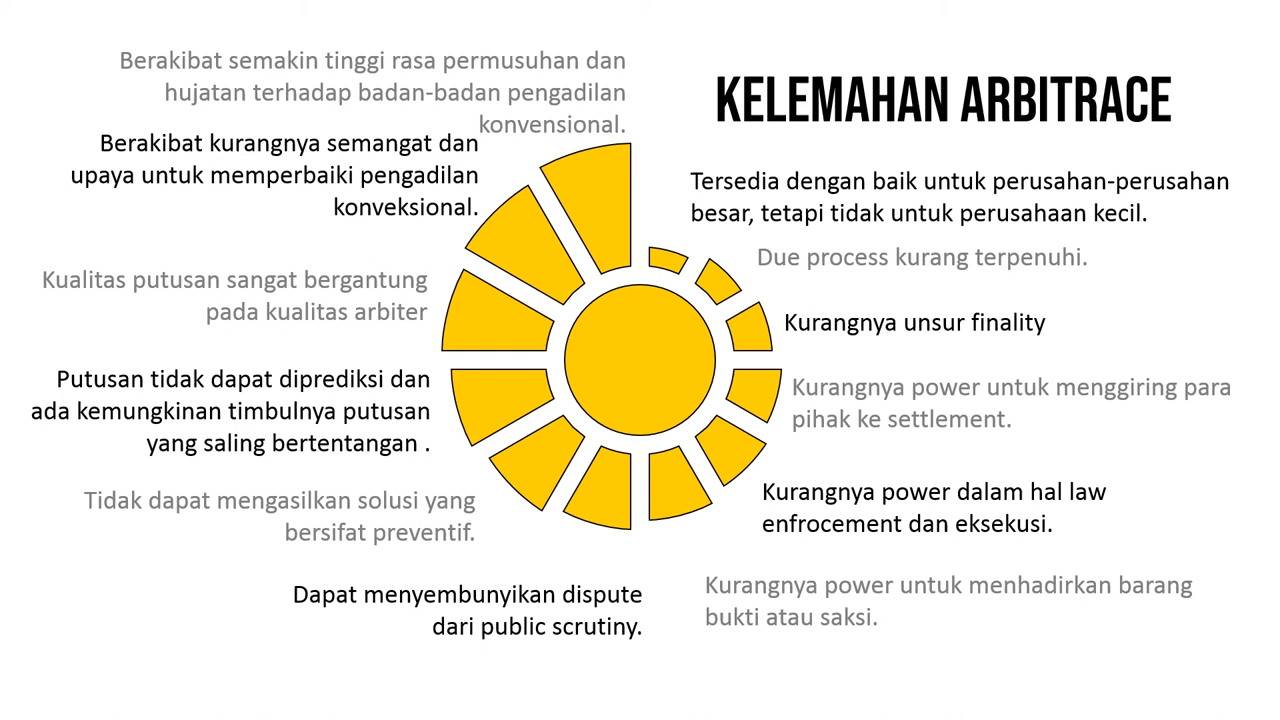 KELEMAHAN ARBITRACE
Tersedia dengan baik untuk perusahan-perusahan
besar, tetapi tidak untuk perusahaan kecil.
Due process kurang terpenuhi.
Kurangnya unsur finality
Kurangnya power untuk menggiring para
pihak ke settlement.
Kurangnya power dalam hal law
enfrocement dan eksekusi.
Kurangnya power untuk menhadirkan barang
bukti atau saksi.
Dapat menyembunyikan dispute
dari public scrutiny.
Tidak dapat mengasilkan solusi yang
bersifat preventif.
Putusan tidak dapat diprediksi dan
ada kemungkinan timbulnya putusan
yang saling bertentangan .
Kualitas putusan sangat bergantung
pada kualitas arbiter
Berakibat kurangnya semangat dan
upaya untuk memperbaiki pengadilan
konveksional.
Berakibat semakin tinggi rasa permusuhan dan
hujatan terhadap badan-badan pengadilan
konvensional.